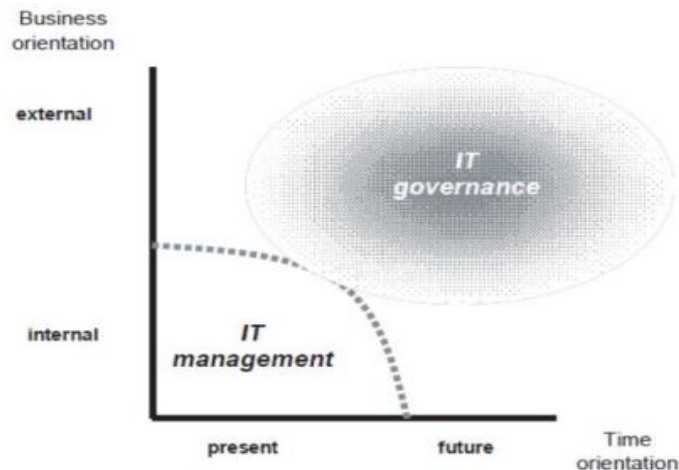 Business
orientation
external
IT
governance
internal
IT
management
present
future
Time
orientation